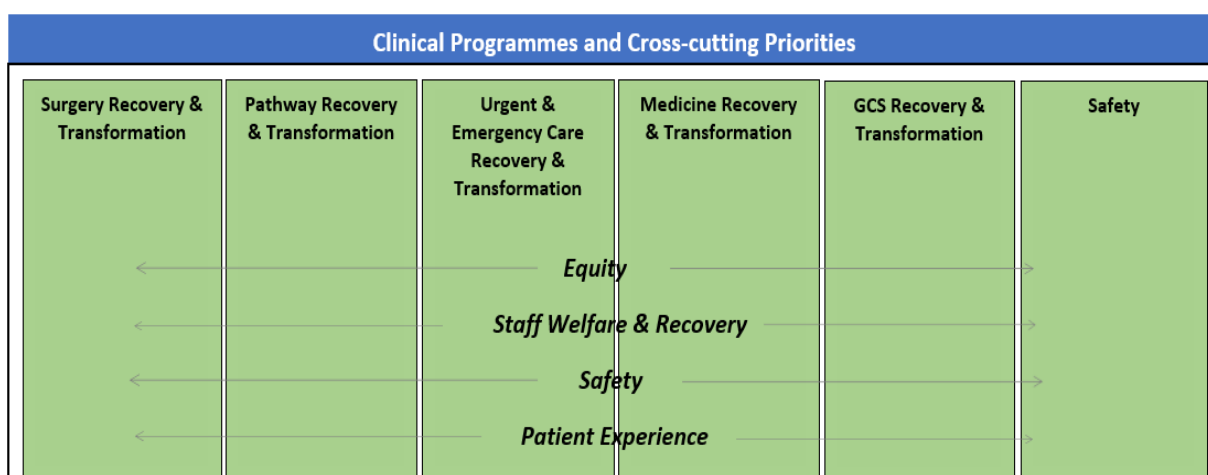 Clinical Programmes and Cross-cutting Priorities
Surgery Recovery &
Transformation
Pathway Recovery
& Transformation
Urgent &
Emergency Care
Recovery &
Transformation
Medicine Recovery
& Transformation
GCS Recovery &
Transformation
Safety
Equity
Staff Welfare & Recovery
Safety
Patient Experience